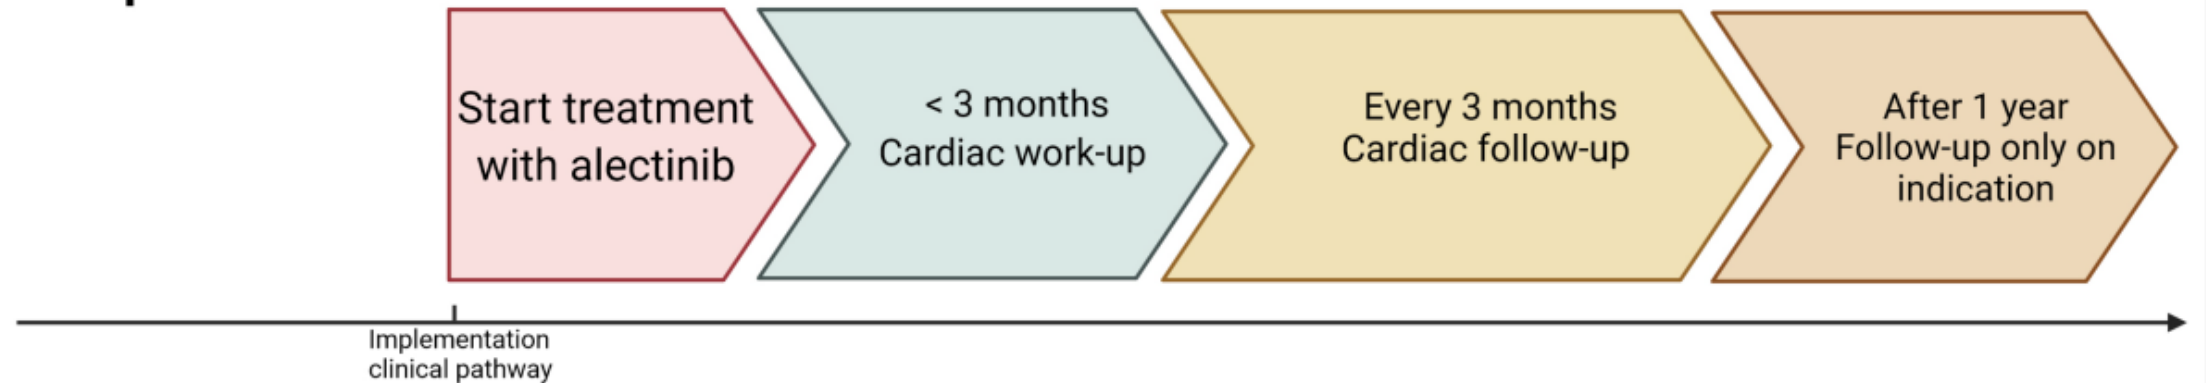 Start treatment
with alectinib
< 3 months
Cardiac work-up
Every 3 months
Cardiac follow-up
After 1 year
Follow-up only on
indication
Implementation
clinical pathway